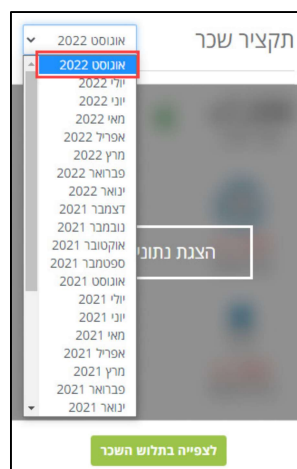 תקציר שכר
אוגוסט 2022
אוגוסט 2022
יולי 2022
יוני 2022
מאי 2022
אפריל 2022
מרץ 2022
פברואר 2022
ינואר 2022
דצמבר 2021
נובמבר 2021
אוקטובר 2021
ספטמבר 2021
אוגוסט 2021
יולי 2021
יוני 2021
מאי 2021
אפריל 2021
מרץ 2021
פברואר 2021
ינואר 2021
הצגת
לצפייה בתלוש השכר